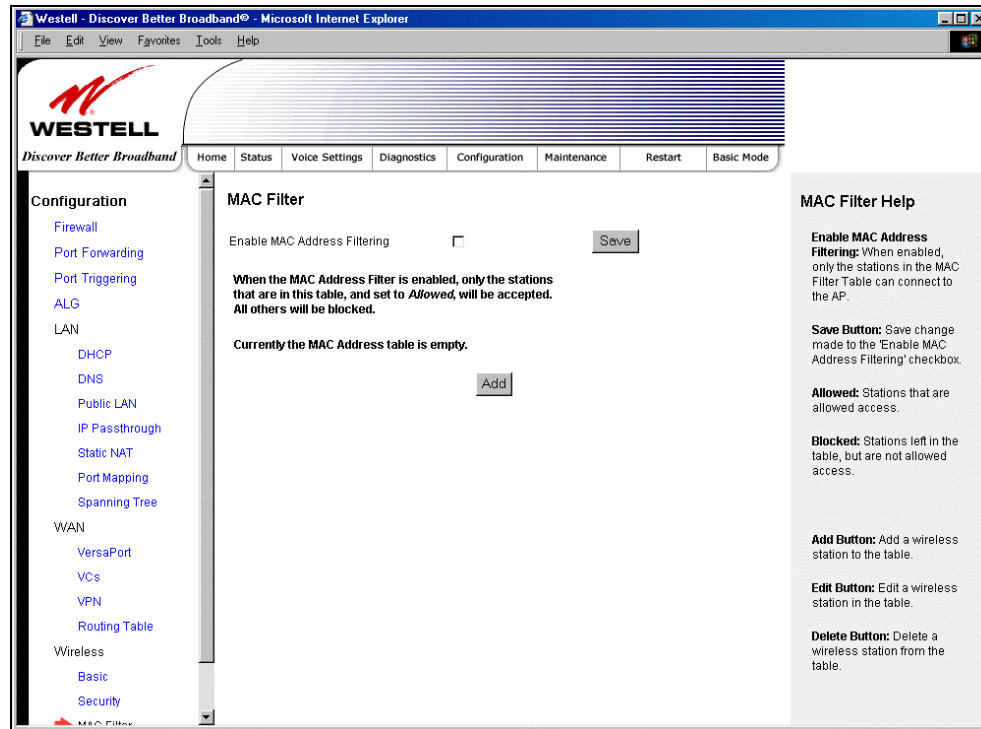 Westell - Discover Better Broadband® - Microsoft Internet Explorer
File Edit View Favorites Tools Help
WESTELL
Discover Better Broadband
Home Status Voice Settings Diagnostics Configuration Maintenance Restart Basic Mode
Configuration
Firewall
Port Forwarding
Port Triggering
ALG
LAN
DHCP
DNS
Public LAN
IP Passthrough
Static NAT
Port Mapping
Spanning Tree
WAN
VersaPort
VCs
VPN
Routing Table
Wireless
Basic
Security
MAC Filter
MAC Filter
Enable MAC Address Filtering
Save
When the MAC Address Filter is enabled, only the stations
that are in this table, and set to Allowed, will be accepted.
All others will be blocked.
Currently the MAC Address table is empty.
Add
MAC Filter Help
Enable MAC Address
Filtering: When enabled,
only the stations in the MAC
Filter Table can connect to
the AP.
Save Button: Save change
made to the 'Enable MAC
Address Filtering' checkbox.
Allowed: Stations that are
allowed access.
Blocked: Stations left in the
table, but are not allowed
access.
Add Button: Add a wireless
station to the table.
Edit Button: Edit a wireless
station in the table.
Delete Button: Delete a
wireless station from the
table.